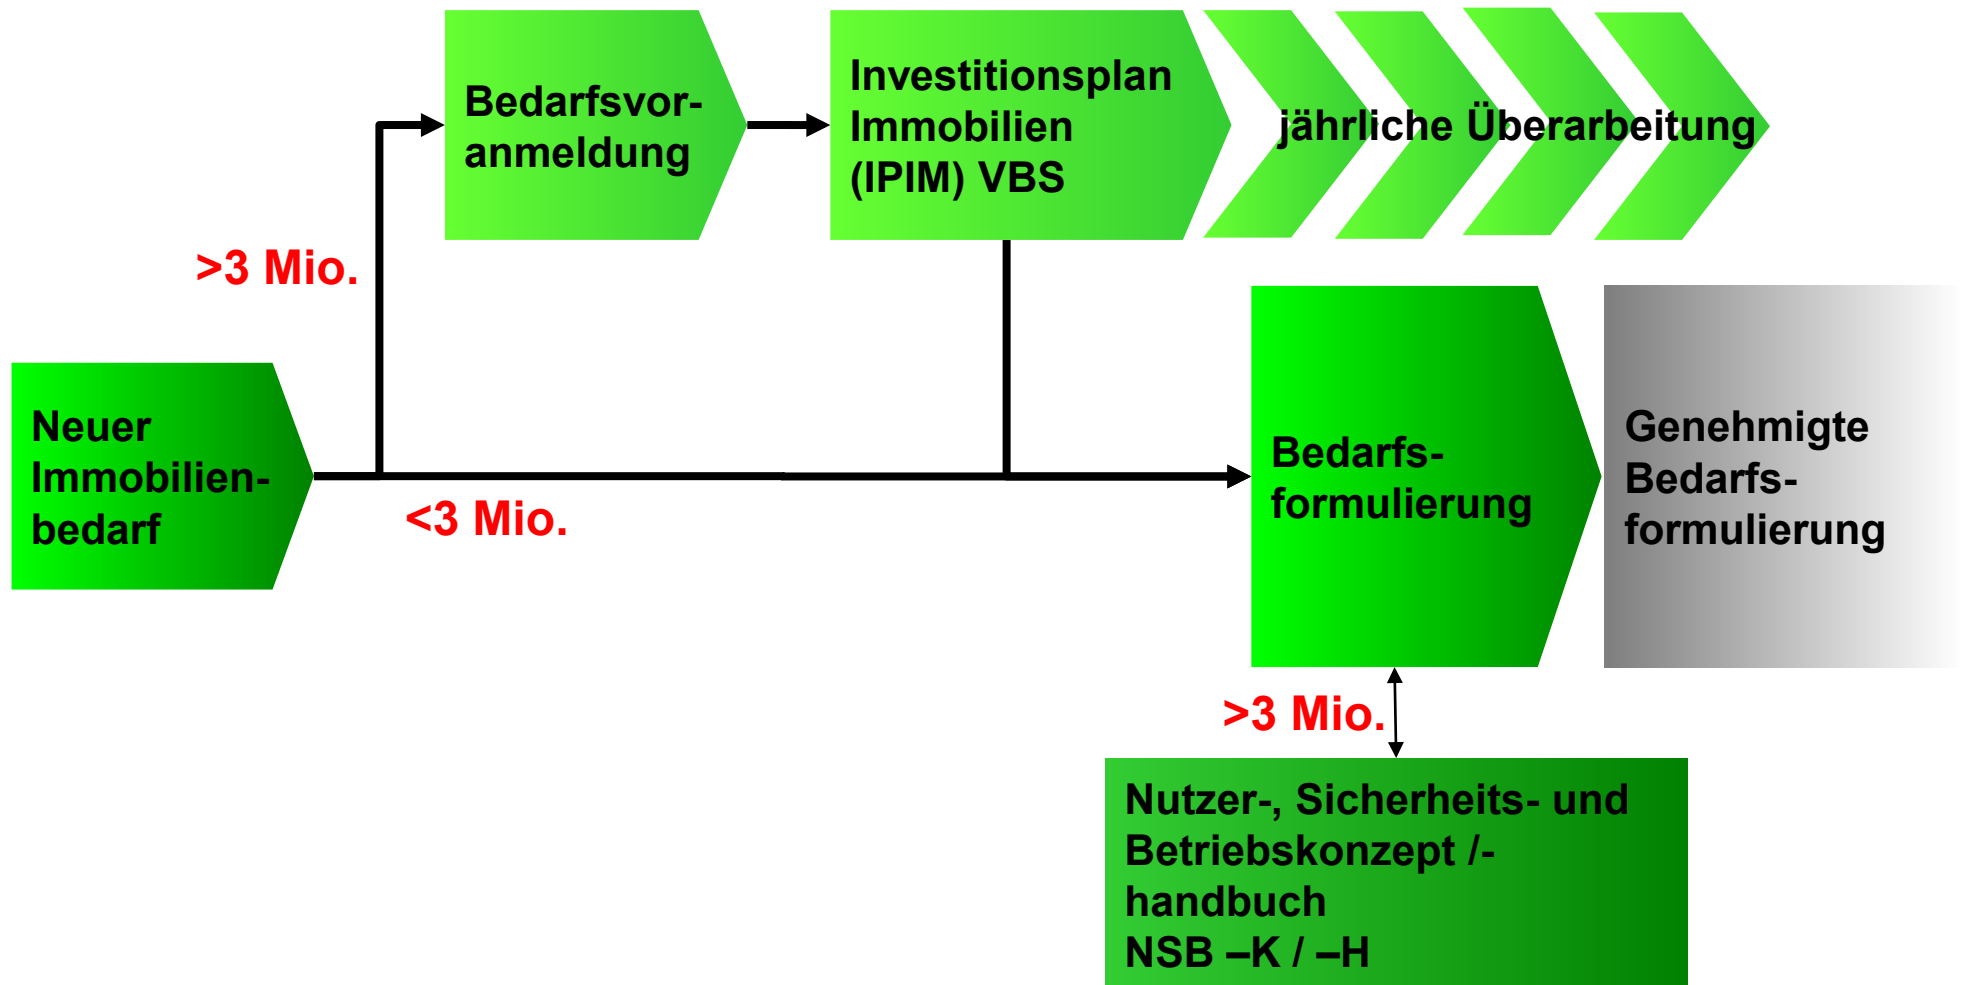 Bedarfsvor-
anmeldung
Investitionsplan
Immobilien
(IPIM) VBS
jährliche Überarbeitung
>3 Mio.
Neuer
Immobilien-
bedarf
<3 Mio.
Bedarfs-
formulierung
Genehmigte
Bedarfs-
formulierung
>3 Mio.
Nutzer-, Sicherheits- und
Betriebskonzept /-
handbuch
NSB –K / –H